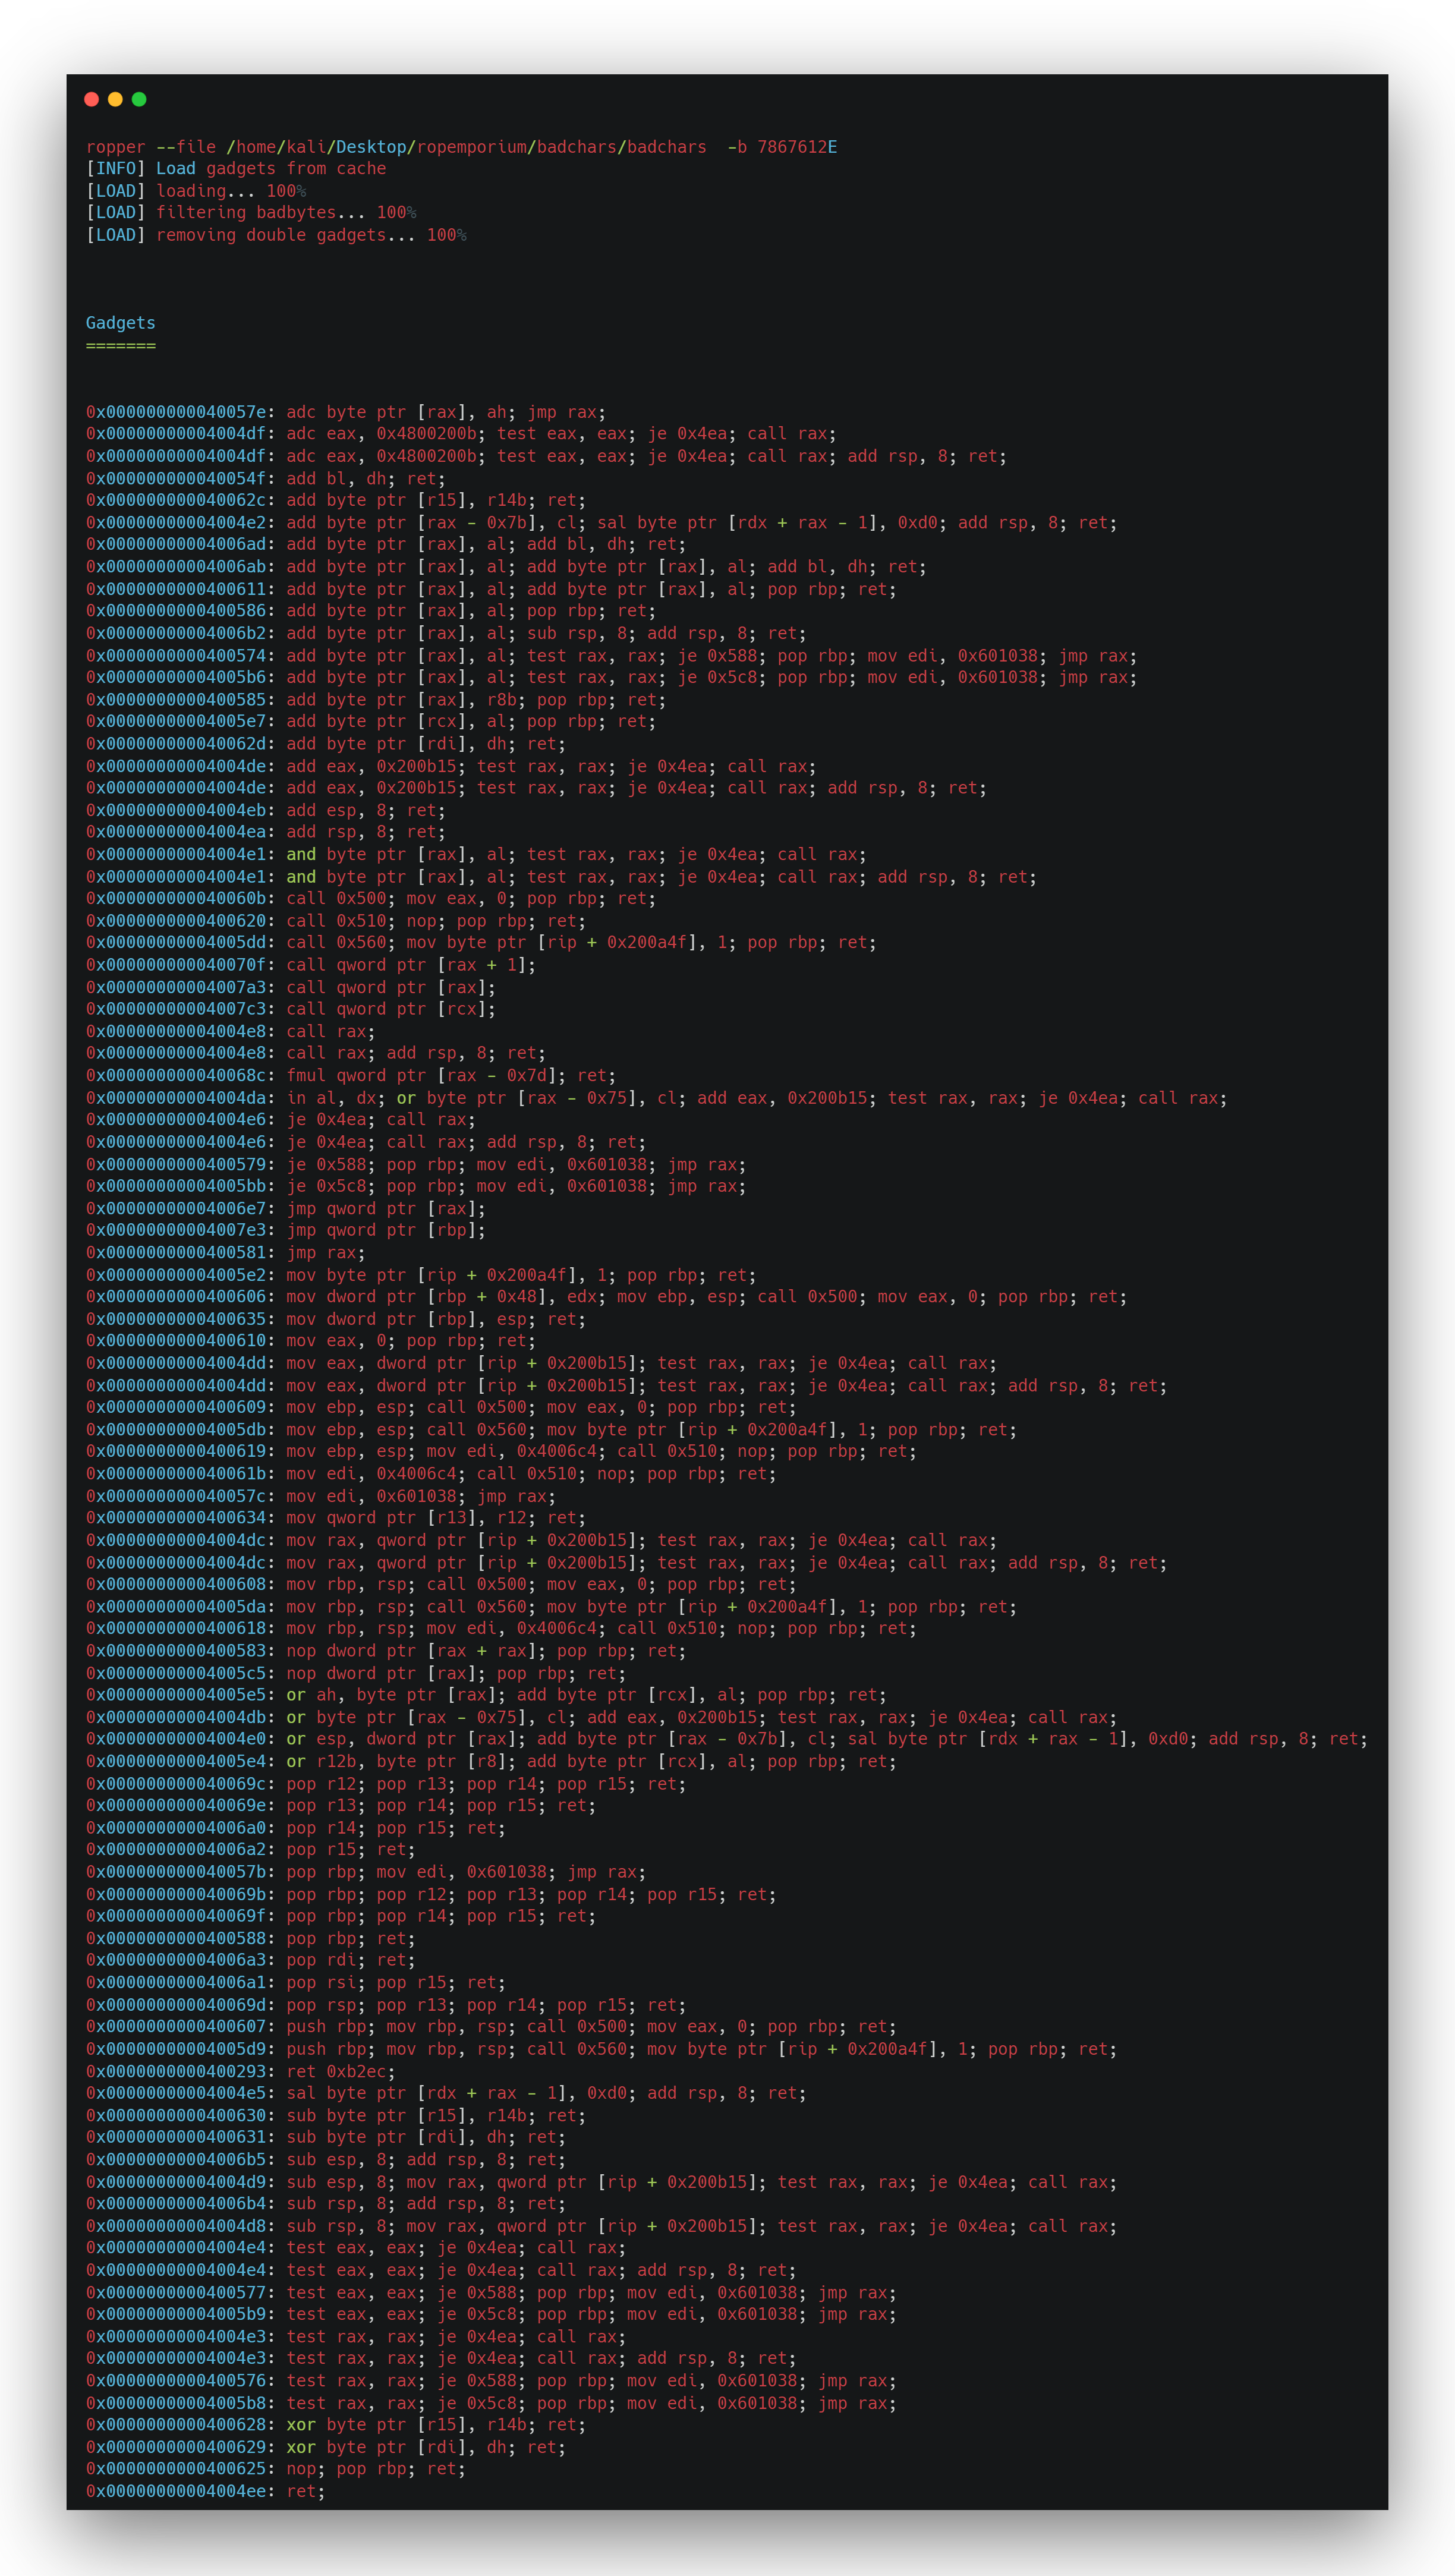 ropper --file /home/kali/Desktop/ropemporium/badchars/badchars  -b 7867612E
[INFO] Load gadgets from cache
[LOAD] loading... 100%
[LOAD] filtering badbytes... 100%
[LOAD] removing double gadgets... 100%
Gadgets
=======
0x000000000040057e: adc byte ptr [rax], ah; jmp rax;
0x00000000004004df: adc eax, 0x4800200b; test eax, eax; je 0x4ea; call rax;
0x00000000004004df: adc eax, 0x4800200b; test eax, eax; je 0x4ea; call rax; add rsp, 8; ret;
0x000000000040054f: add bl, dh; ret;
0x000000000040062c: add byte ptr [r15], r14b; ret;
0x00000000004004e2: add byte ptr [rax - 0x7b], cl; sal byte ptr [rdx + rax - 1], 0xd0; add rsp, 8; ret;
0x00000000004006ad: add byte ptr [rax], al; add bl, dh; ret;
0x00000000004006ab: add byte ptr [rax], al; add byte ptr [rax], al; add bl, dh; ret;
0x0000000000400611: add byte ptr [rax], al; add byte ptr [rax], al; pop rbp; ret;
0x0000000000400586: add byte ptr [rax], al; pop rbp; ret;
0x00000000004006b2: add byte ptr [rax], al; sub rsp, 8; add rsp, 8; ret;
0x0000000000400574: add byte ptr [rax], al; test rax, rax; je 0x588; pop rbp; mov edi, 0x601038; jmp rax;
0x00000000004005b6: add byte ptr [rax], al; test rax, rax; je 0x5c8; pop rbp; mov edi, 0x601038; jmp rax;
0x0000000000400585: add byte ptr [rax], r8b; pop rbp; ret;
0x00000000004005e7: add byte ptr [rcx], al; pop rbp; ret;
0x000000000040062d: add byte ptr [rdi], dh; ret;
0x00000000004004de: add eax, 0x200b15; test rax, rax; je 0x4ea; call rax;
0x00000000004004de: add eax, 0x200b15; test rax, rax; je 0x4ea; call rax; add rsp, 8; ret;
0x00000000004004eb: add esp, 8; ret;
0x00000000004004ea: add rsp, 8; ret;
0x00000000004004e1: and byte ptr [rax], al; test rax, rax; je 0x4ea; call rax;
0x00000000004004e1: and byte ptr [rax], al; test rax, rax; je 0x4ea; call rax; add rsp, 8; ret;
0x000000000040060b: call 0x500; mov eax, 0; pop rbp; ret;
0x0000000000400620: call 0x510; nop; pop rbp; ret;
0x00000000004005dd: call 0x560; mov byte ptr [rip + 0x200a4f], 1; pop rbp; ret;
0x000000000040070f: call qword ptr [rax + 1];
0x00000000004007a3: call qword ptr [rax];
0x00000000004007c3: call qword ptr [rcx];
0x00000000004004e8: call rax;
0x00000000004004e8: call rax; add rsp, 8; ret;
0x000000000040068c: fmul qword ptr [rax - 0x7d]; ret;
0x00000000004004da: in al, dx; or byte ptr [rax - 0x75], cl; add eax, 0x200b15; test rax, rax; je 0x4ea; call rax;
0x00000000004004e6: je 0x4ea; call rax;
0x00000000004004e6: je 0x4ea; call rax; add rsp, 8; ret;
0x0000000000400579: je 0x588; pop rbp; mov edi, 0x601038; jmp rax;
0x00000000004005bb: je 0x5c8; pop rbp; mov edi, 0x601038; jmp rax;
0x00000000004006e7: jmp qword ptr [rax];
0x00000000004007e3: jmp qword ptr [rbp];
0x0000000000400581: jmp rax;
0x00000000004005e2: mov byte ptr [rip + 0x200a4f], 1; pop rbp; ret;
0x0000000000400606: mov dword ptr [rbp + 0x48], edx; mov ebp, esp; call 0x500; mov eax, 0; pop rbp; ret;
0x0000000000400635: mov dword ptr [rbp], esp; ret;
0x0000000000400610: mov eax, 0; pop rbp; ret;
0x00000000004004dd: mov eax, dword ptr [rip + 0x200b15]; test rax, rax; je 0x4ea; call rax;
0x00000000004004dd: mov eax, dword ptr [rip + 0x200b15]; test rax, rax; je 0x4ea; call rax; add rsp, 8; ret;
0x0000000000400609: mov ebp, esp; call 0x500; mov eax, 0; pop rbp; ret;
0x00000000004005db: mov ebp, esp; call 0x560; mov byte ptr [rip + 0x200a4f], 1; pop rbp; ret;
0x0000000000400619: mov ebp, esp; mov edi, 0x4006c4; call 0x510; nop; pop rbp; ret;
0x000000000040061b: mov edi, 0x4006c4; call 0x510; nop; pop rbp; ret;
0x000000000040057c: mov edi, 0x601038; jmp rax;
0x0000000000400634: mov qword ptr [r13], r12; ret;
0x00000000004004dc: mov rax, qword ptr [rip + 0x200b15]; test rax, rax; je 0x4ea; call rax;
0x00000000004004dc: mov rax, qword ptr [rip + 0x200b15]; test rax, rax; je 0x4ea; call rax; add rsp, 8; ret;
0x0000000000400608: mov rbp, rsp; call 0x500; mov eax, 0; pop rbp; ret;
0x00000000004005da: mov rbp, rsp; call 0x560; mov byte ptr [rip + 0x200a4f], 1; pop rbp; ret;
0x0000000000400618: mov rbp, rsp; mov edi, 0x4006c4; call 0x510; nop; pop rbp; ret;
0x0000000000400583: nop dword ptr [rax + rax]; pop rbp; ret;
0x00000000004005c5: nop dword ptr [rax]; pop rbp; ret;
0x00000000004005e5: or ah, byte ptr [rax]; add byte ptr [rcx], al; pop rbp; ret;
0x00000000004004db: or byte ptr [rax - 0x75], cl; add eax, 0x200b15; test rax, rax; je 0x4ea; call rax;
0x00000000004004e0: or esp, dword ptr [rax]; add byte ptr [rax - 0x7b], cl; sal byte ptr [rdx + rax - 1], 0xd0; add rsp, 8; ret;
0x00000000004005e4: or r12b, byte ptr [r8]; add byte ptr [rcx], al; pop rbp; ret;
0x000000000040069c: pop r12; pop r13; pop r14; pop r15; ret;
0x000000000040069e: pop r13; pop r14; pop r15; ret;
0x00000000004006a0: pop r14; pop r15; ret;
0x00000000004006a2: pop r15; ret;
0x000000000040057b: pop rbp; mov edi, 0x601038; jmp rax;
0x000000000040069b: pop rbp; pop r12; pop r13; pop r14; pop r15; ret;
0x000000000040069f: pop rbp; pop r14; pop r15; ret;
0x0000000000400588: pop rbp; ret;
0x00000000004006a3: pop rdi; ret;
0x00000000004006a1: pop rsi; pop r15; ret;
0x000000000040069d: pop rsp; pop r13; pop r14; pop r15; ret;
0x0000000000400607: push rbp; mov rbp, rsp; call 0x500; mov eax, 0; pop rbp; ret;
0x00000000004005d9: push rbp; mov rbp, rsp; call 0x560; mov byte ptr [rip + 0x200a4f], 1; pop rbp; ret;
0x0000000000400293: ret 0xb2ec;
0x00000000004004e5: sal byte ptr [rdx + rax - 1], 0xd0; add rsp, 8; ret;
0x0000000000400630: sub byte ptr [r15], r14b; ret;
0x0000000000400631: sub byte ptr [rdi], dh; ret;
0x00000000004006b5: sub esp, 8; add rsp, 8; ret;
0x00000000004004d9: sub esp, 8; mov rax, qword ptr [rip + 0x200b15]; test rax, rax; je 0x4ea; call rax;
0x00000000004006b4: sub rsp, 8; add rsp, 8; ret;
0x00000000004004d8: sub rsp, 8; mov rax, qword ptr [rip + 0x200b15]; test rax, rax; je 0x4ea; call rax;
0x00000000004004e4: test eax, eax; je 0x4ea; call rax;
0x00000000004004e4: test eax, eax; je 0x4ea; call rax; add rsp, 8; ret;
0x0000000000400577: test eax, eax; je 0x588; pop rbp; mov edi, 0x601038; jmp rax;
0x00000000004005b9: test eax, eax; je 0x5c8; pop rbp; mov edi, 0x601038; jmp rax;
0x00000000004004e3: test rax, rax; je 0x4ea; call rax;
0x00000000004004e3: test rax, rax; je 0x4ea; call rax; add rsp, 8; ret;
0x0000000000400576: test rax, rax; je 0x588; pop rbp; mov edi, 0x601038; jmp rax;
0x00000000004005b8: test rax, rax; je 0x5c8; pop rbp; mov edi, 0x601038; jmp rax;
0x0000000000400628: xor byte ptr [r15], r14b; ret;
0x0000000000400629: xor byte ptr [rdi], dh; ret;
0x0000000000400625: nop; pop rbp; ret;
0x00000000004004ee: ret;